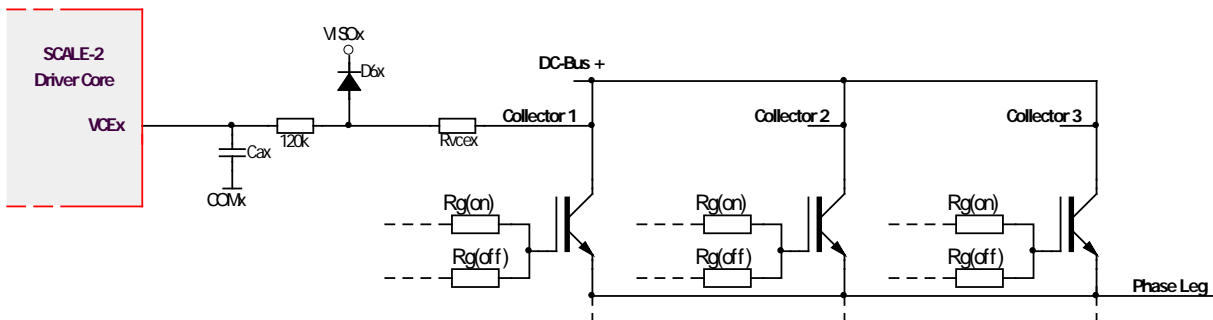 SCALE-2
Driver Core
VCEx
VISOx
D6x
Cax
COMx
120k
Rvcex
DC-Bus +
Collector 1
Collector 2
Collector 3
Rg(on)
Rg(off)
Rg(on)
Rg(off)
Rg(on)
Rg(off)
Phase Leg